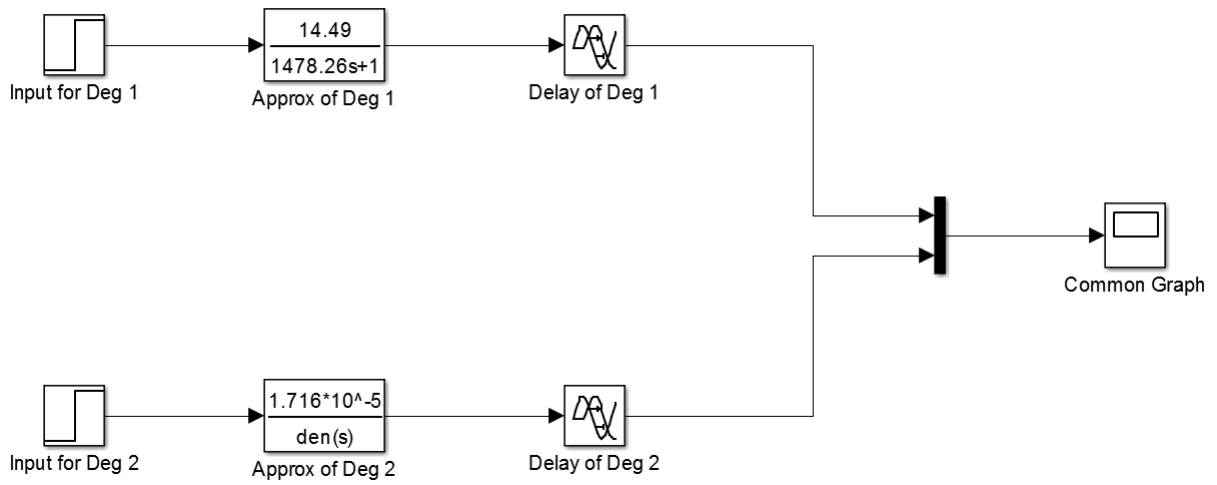 14.49
1478.26s+1
Input for Deg 1
Approx of Deg 1
Delay of Deg 1
Common Graph
1.716*10^-5
den(s)
Input for Deg 2
Approx of Deg 2
Delay of Deg 2